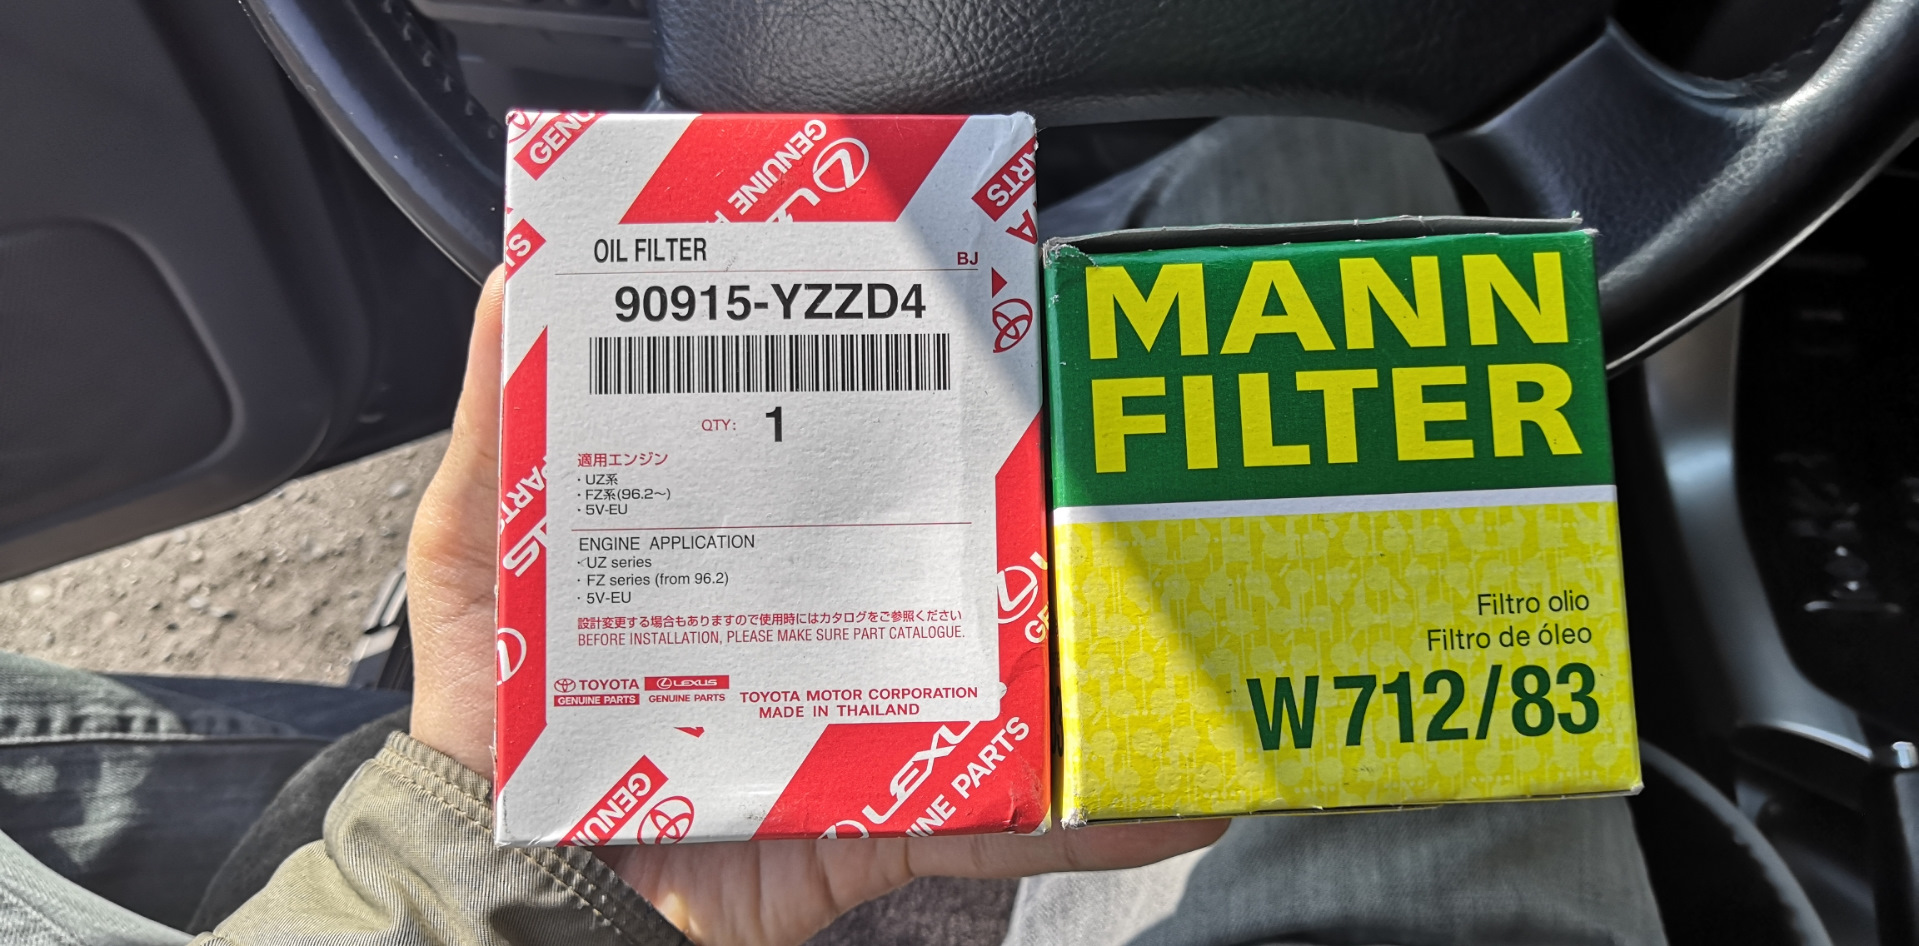 GENUINE
LEXUS
PARTS
OIL FILTER
BJ
90915-YZZD4
QTY: 1
適用エンジン
・UZ系
・FZ系(96.2〜)
・5V-EU
ENGINE APPLICATION
・UZ series
・FZ series (from 96.2)
・5V-EU
設計変更する場合もありますので使用時にはカタログをご参照ください
BEFORE INSTALLATION, PLEASE MAKE SURE PART CATALOGUE.
TOYOTA
GENUINE PARTS
LEXUS
GENUINE PARTS
TOYOTA MOTOR CORPORATION
MADE IN THAILAND
MANN
FILTER
Filtro olio
Filtro de óleo
W 712/83